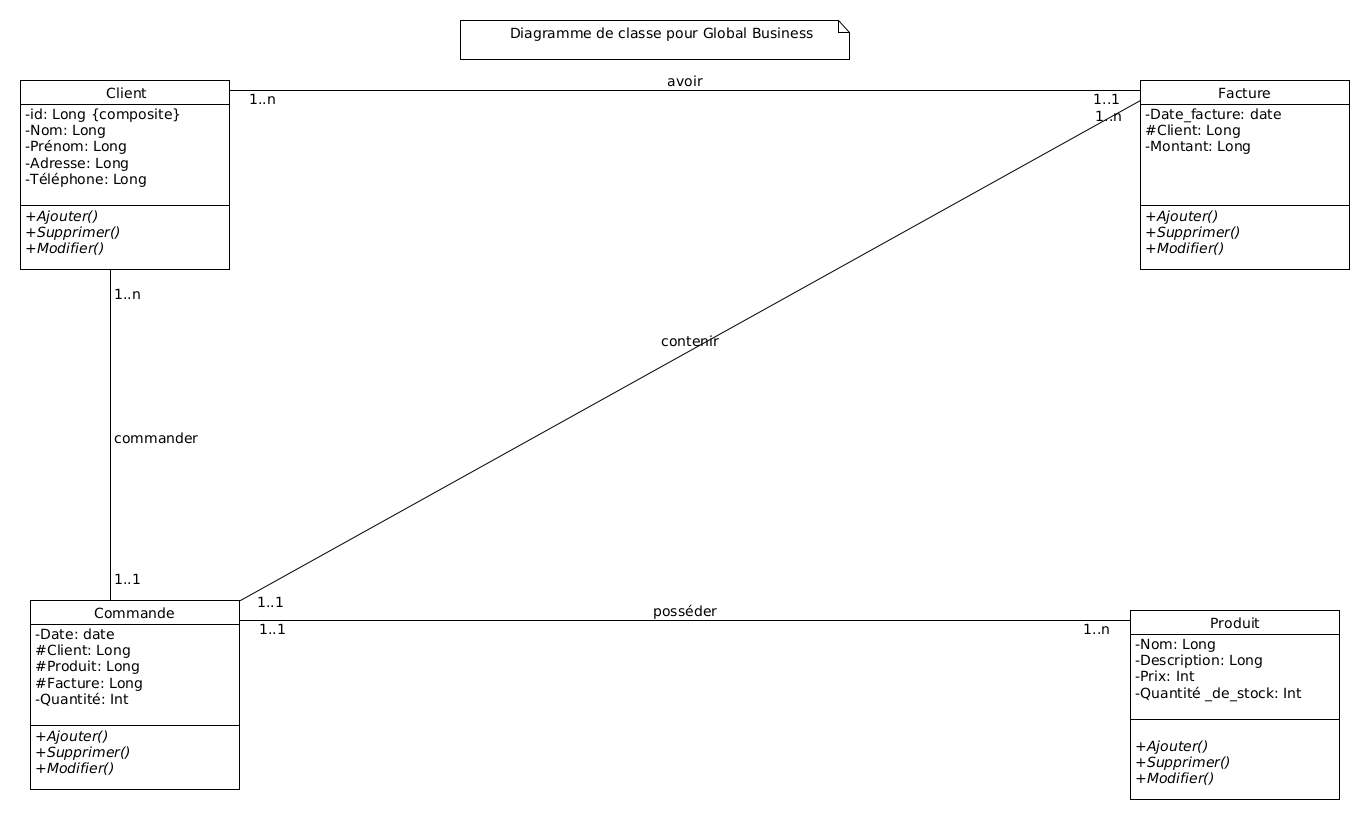 Diagramme de classe pour Global Business
avoir
1..n
1..1
1..n
Client
-id: Long {composite}
-Nom: Long
-Prénom: Long
-Adresse: Long
-Téléphone: Long
+Ajouter()
+Supprimer()
+Modifier()
Facture
-Date_facture: date
#Client: Long
-Montant: Long
+Ajouter()
+Supprimer()
+Modifier()
1..n
contenir
commander
1..1
1..1
posséder
1..1
1..n
Commande
-Date: date
#Client: Long
#Produit: Long
#Facture: Long
-Quantité: Int
+Ajouter()
+Supprimer()
+Modifier()
Produit
-Nom: Long
-Description: Long
-Prix: Int
-Quantité _de_stock: Int
+Ajouter()
+Supprimer()
+Modifier()